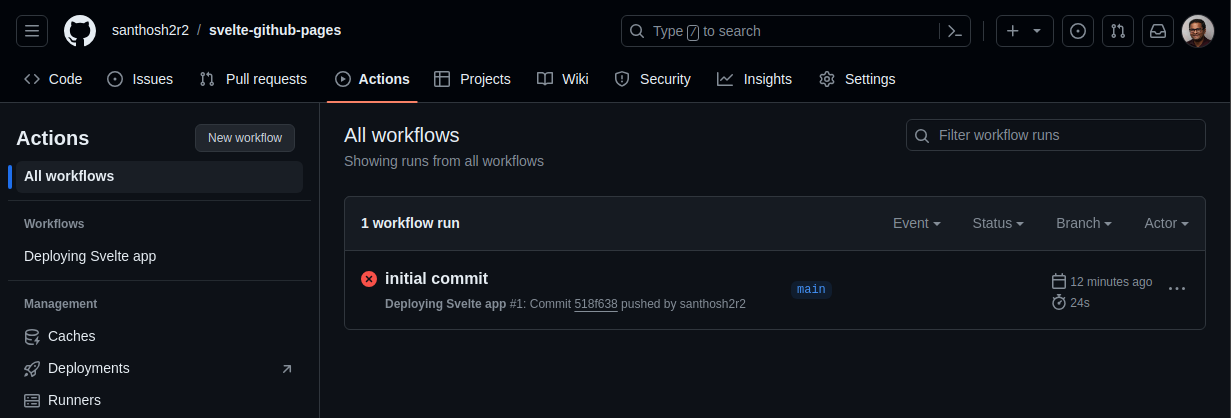 santhosh2r2 / svelte-github-pages
Type / to search
Code Issues Pull requests Actions Projects Wiki Security Insights Settings
Actions
New workflow
All workflows
Workflows
Deploying Svelte app
Management
Caches
Deployments
Runners
All workflows
Showing runs from all workflows
Filter workflow runs
1 workflow run
Event Status Branch Actor
initial commit
Deploying Svelte app #1: Commit 518f638 pushed by santhosh2r2
main
12 minutes ago
24s